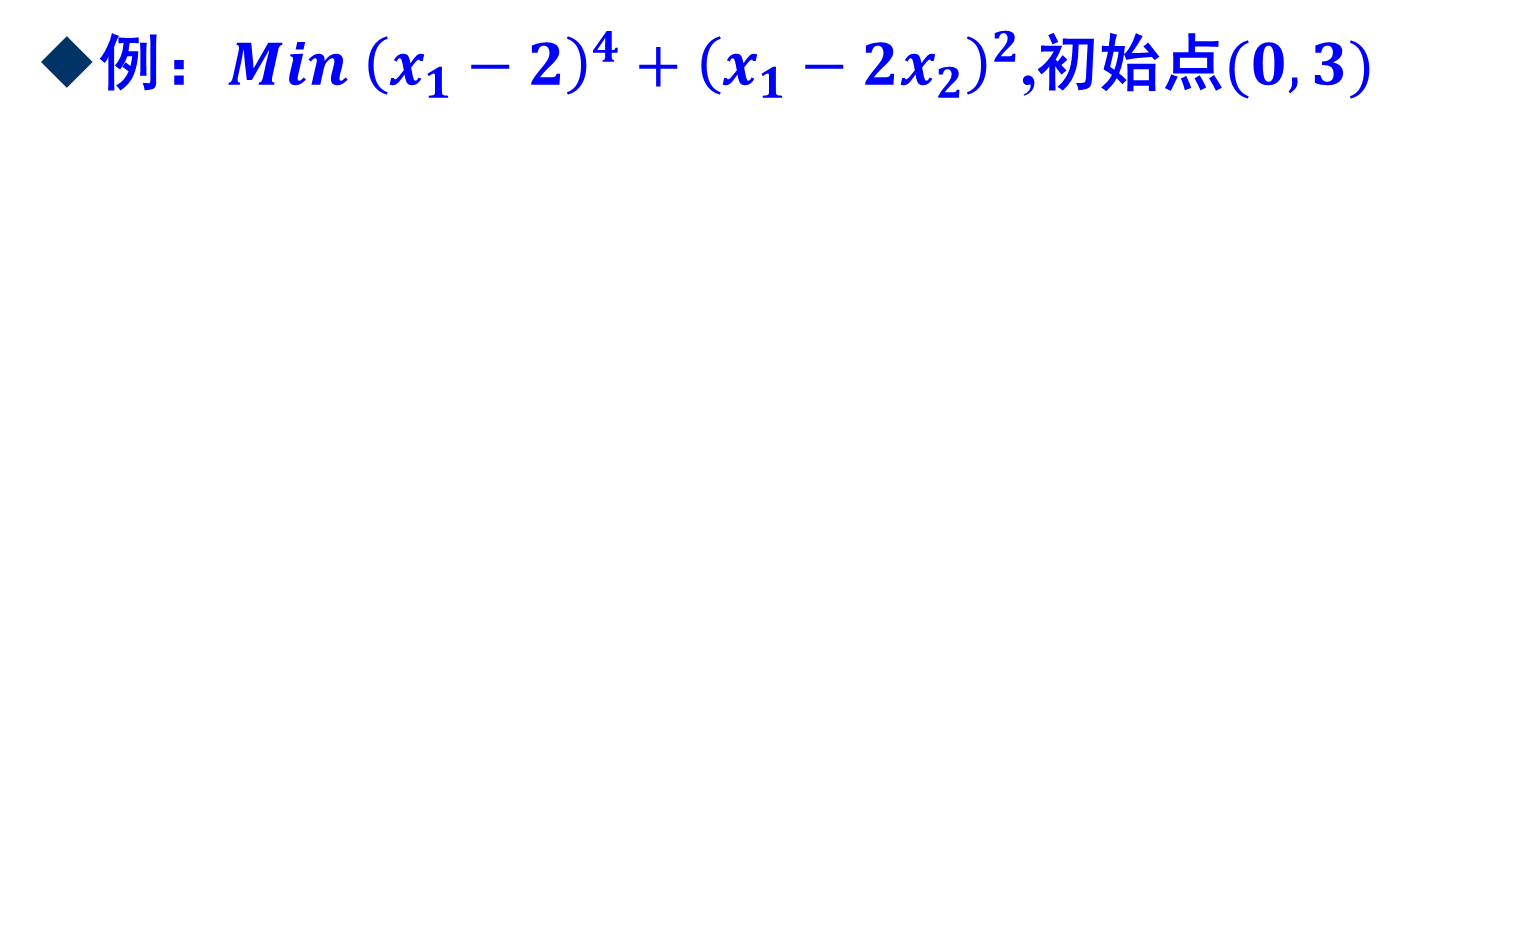 ◆例：Min (x₁ − 2)⁴ + (x₁ − 2x₂)²,初始点(0, 3)